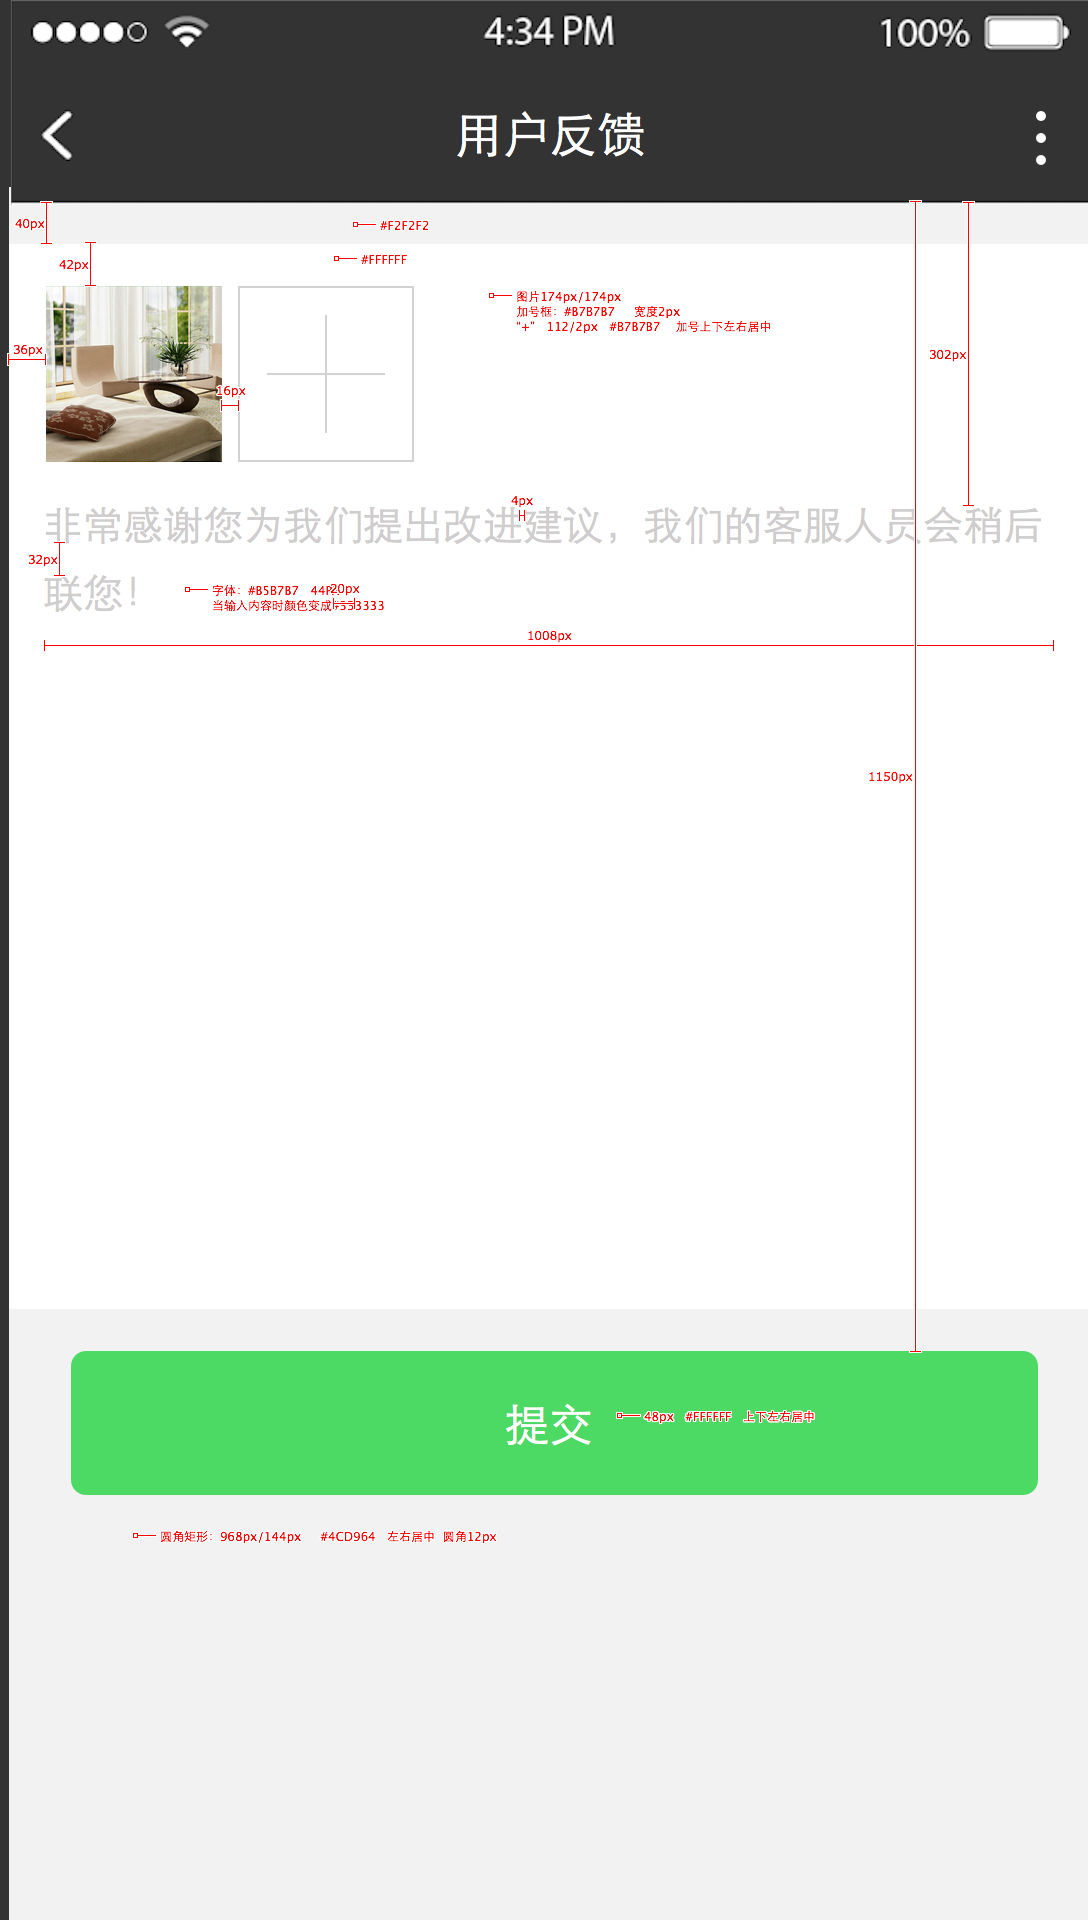 4:34 PM
100%
用户反馈
40px
#F2F2F2
42px
#FFFFFF
图片174px/174px
加号框：#B7B7B7 宽度2px
"+" 112/2px #B7B7B7 加号上下左右居中
36px
302px
16px
4px
非常感谢您为我们提出改进建议，我们的客服人员会稍后
32px
联您！
字体：#B5B7B7
20px
当输入内容时颜色变成
1008px
1150px
提交
48px #FFFFFF 上下左右居中
圆角矩形：968px/144px #4CD964 左右居中 圆角12px